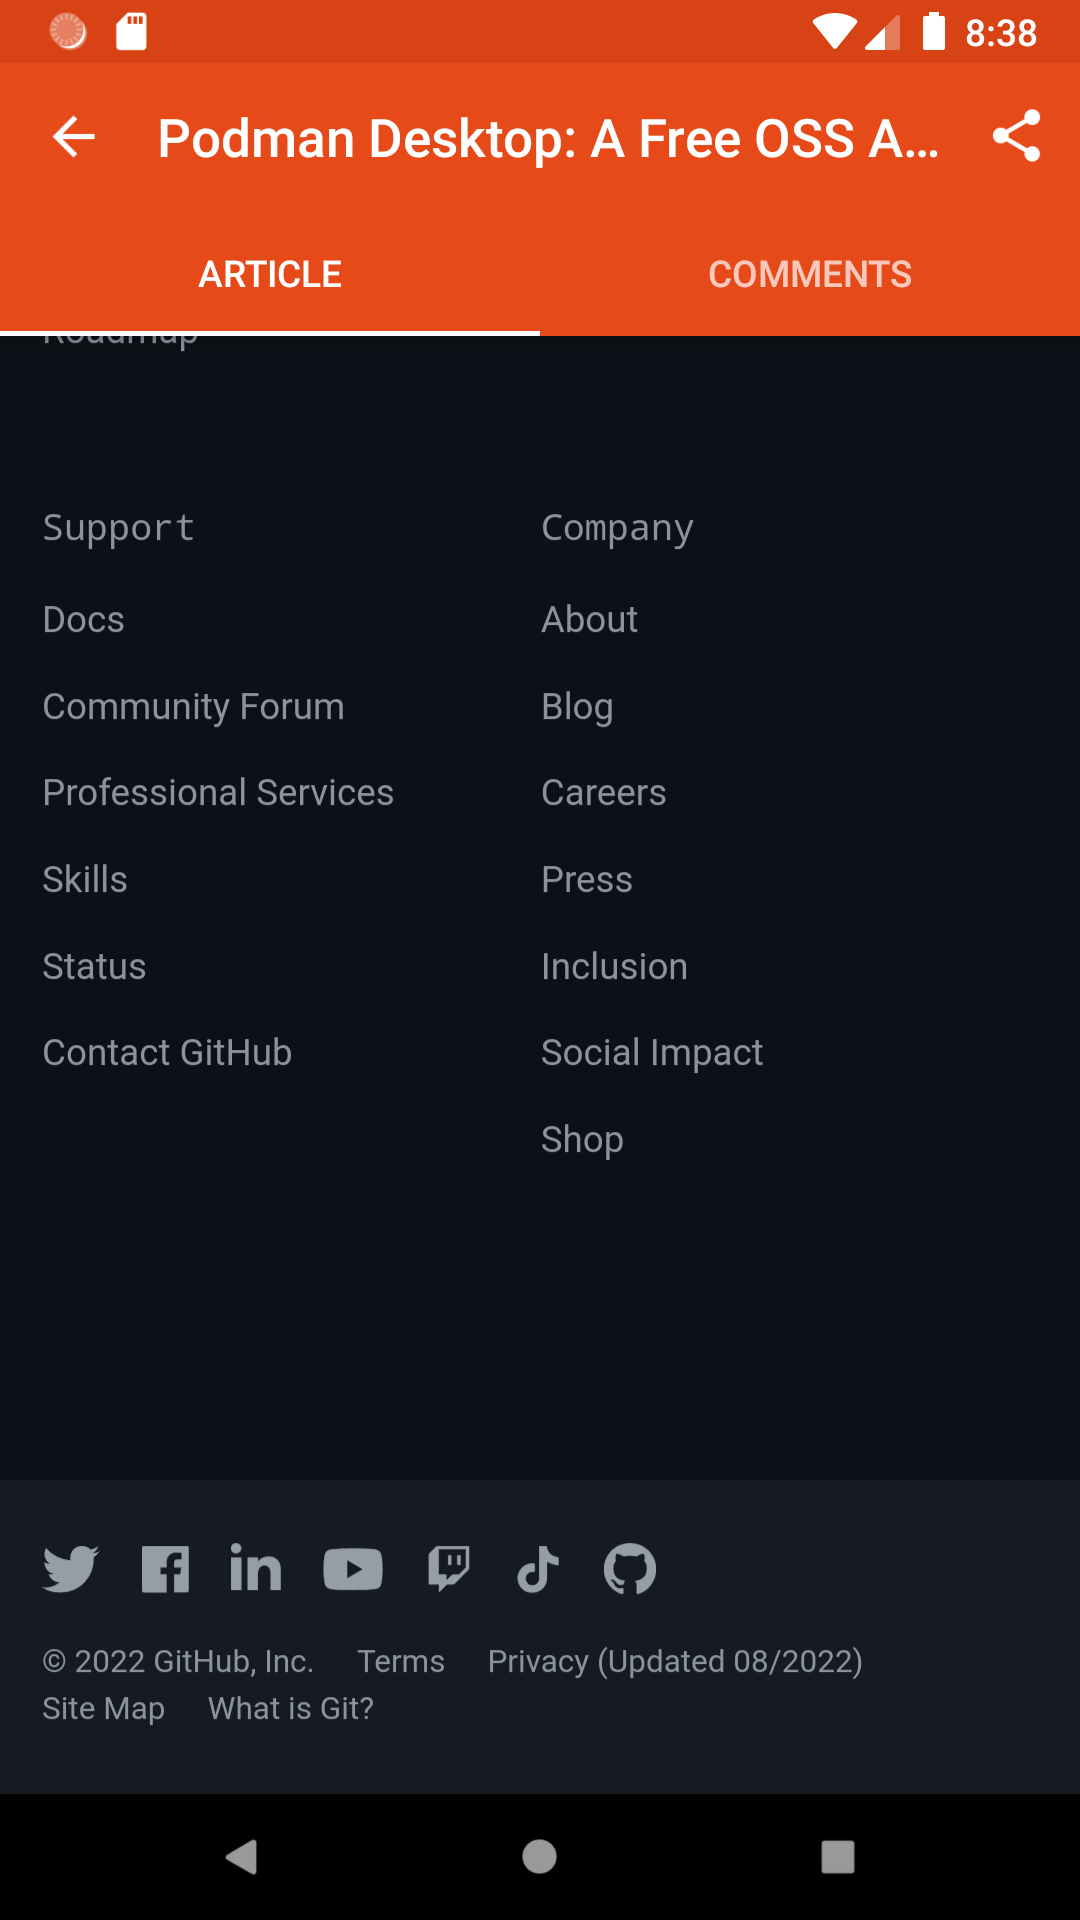 8:38
Podman Desktop: A Free OSS A...
ARTICLE
COMMENTS
Roadmap
Support
Company
Docs
About
Community Forum
Blog
Professional Services
Careers
Skills
Press
Status
Inclusion
Contact GitHub
Social Impact
Shop
© 2022 GitHub, Inc. Terms Privacy (Updated 08/2022)
Site Map What is Git?